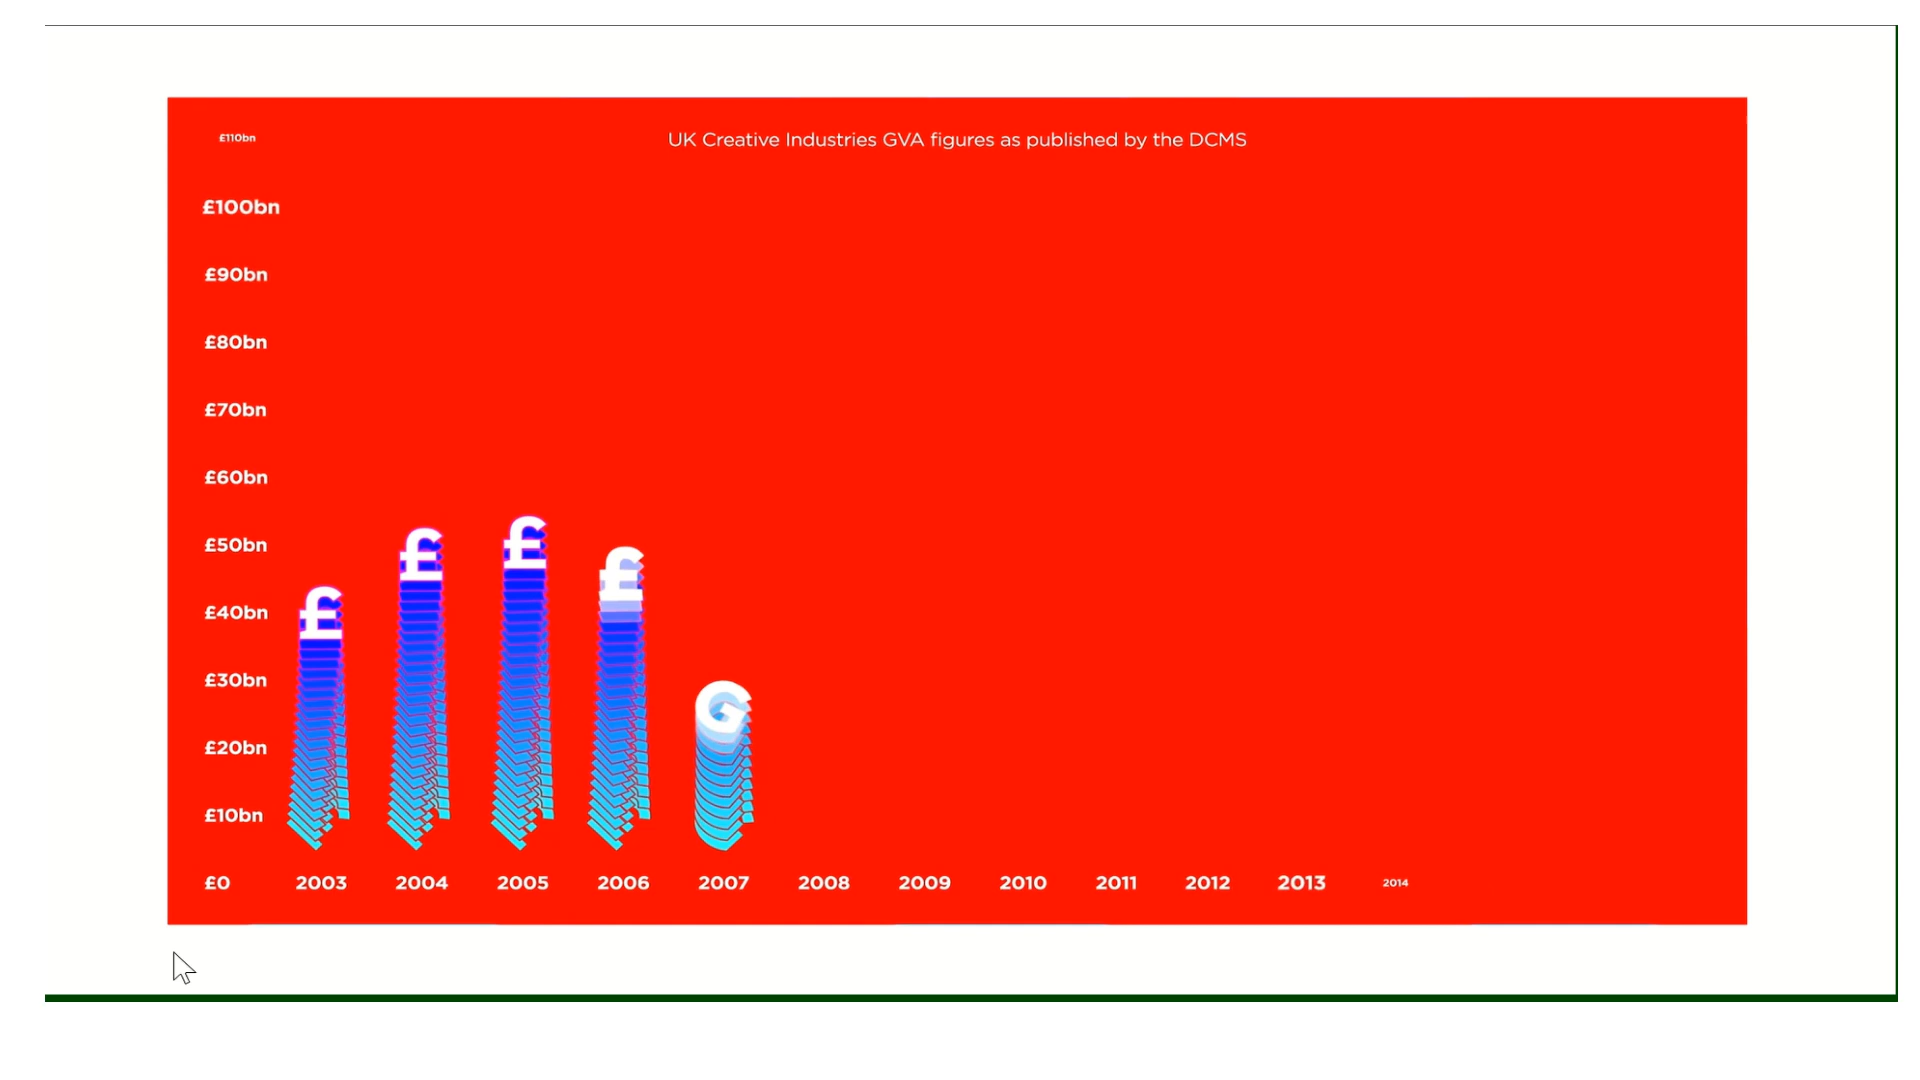 UK Creative Industries GVA figures as published by the DCMS
£110bn
£100bn
£90bn
£80bn
£70bn
£60bn
£50bn
£40bn
£30bn
£20bn
£10bn
£ £ £ £ G
£0 2003 2004 2005 2006 2007 2008 2009 2010 2011 2012 2013 2014